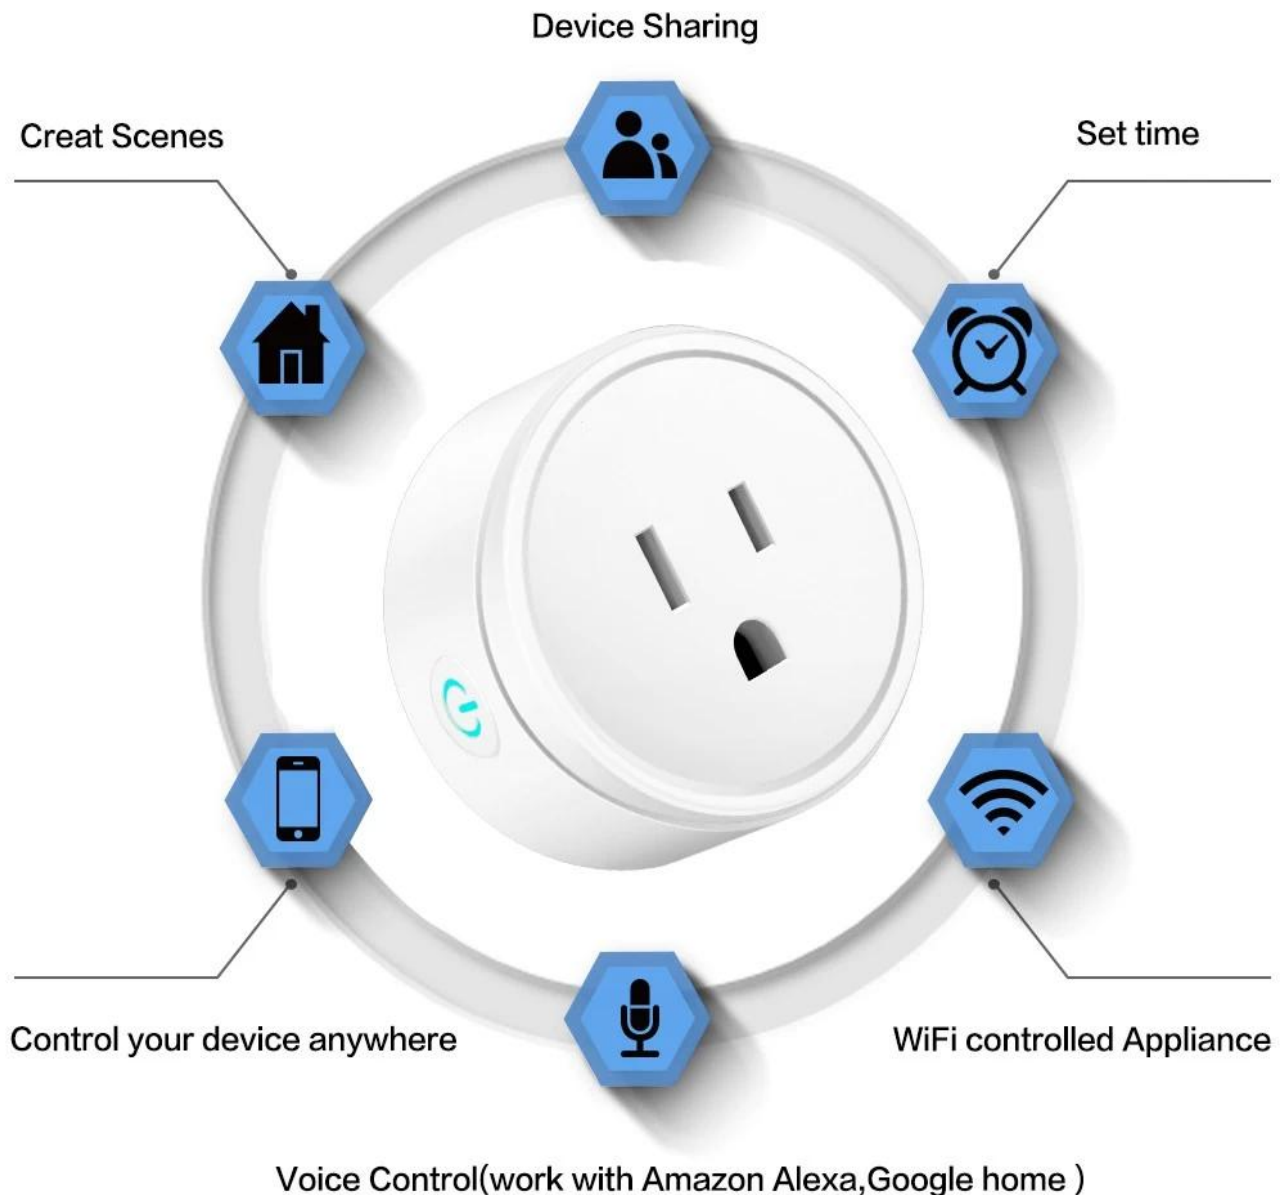 Device Sharing
Creat Scenes
Set time
Control your device anywhere
WiFi controlled Appliance
Voice Control(work with Amazon Alexa,Google home )